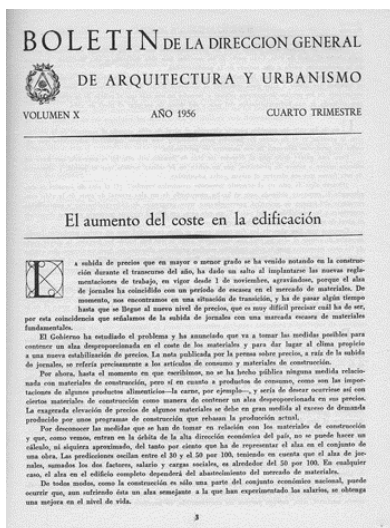 BOLETIN DE LA DIRECCION GENERAL
DE ARQUITECTURA Y URBANISMO
VOLUMEN X AÑO 1956 CUARTO TRIMESTRE
El aumento del coste en la edificación
LA subida de precios que en mayor o menor grado se ha venido notando en la construc-
ción durante el transcurso del año, ha dado un salto al implantarse las nuevas regla-
mentaciones de trabajo, en vigor desde 1 de noviembre, agravándose, porque el alza
de jornales ha coincidido con un período de escasez en el mercado de materiales. De
momento, nos encontramos en una situación de transición, y ha de pasar algún tiempo
hasta que se llegue al nuevo nivel de precios, que es muy difícil precisar cuál ha de ser,
por esta coincidencia que señalamos de la subida de jornales con una marcada escasez de materiales
fundamentales.
El Gobierno ha estudiado el problema y ha anunciado que va a tomar las medidas posibles para
contener un alza desproporcionada en el coste de los materiales y para dar lugar al clima propicio
a una nueva estabilización de precios. La nota publicada por la prensa sobre precios, a raíz de la subida
de jornales, se refería precisamente a los artículos de consumo y materiales de construcción.
Por ahora, hasta el momento en que escribimos, no se ha hecho pública ninguna medida relacio-
nada con materiales de construcción, pero sí en cuanto a productos de consumo, como son las impor-
taciones de algunos productos alimenticios—la carne, por ejemplo—, y sería de desear ocurriese así con
ciertos materiales de construcción como manera de contener un alza desproporcionada en sus precios.
La exagerada elevación de precios de algunos materiales se debe en gran medida al exceso de demanda
producido por unos programas de construcción que rebasan la producción actual.
Por desconocer las medidas que se han de tomar en relación con los materiales de construcción
y que, como vemos, entran en la órbita de la alta dirección económica del país, no se puede hacer un
cálculo, ni siquiera aproximado, del tanto por ciento que ha de representar el alza en el conjunto de
una obra. Las predicciones oscilan entre el 30 y el 50 por 100, teniendo en cuenta que el alza de jor-
nales, sumados los dos factores, salario y cargas sociales, es alrededor del 50 por 100. En cualquier
caso, el alza en el edificio completo dependerá del abastecimiento del mercado de materiales.
De todos modos, como la construcción es sólo una parte del conjunto económico nacional, puede
ocurrir que, aun sufriendo ésta un alza semejante a la que han experimentado los salarios, se obtenga
una mejora en el nivel de vida.
3